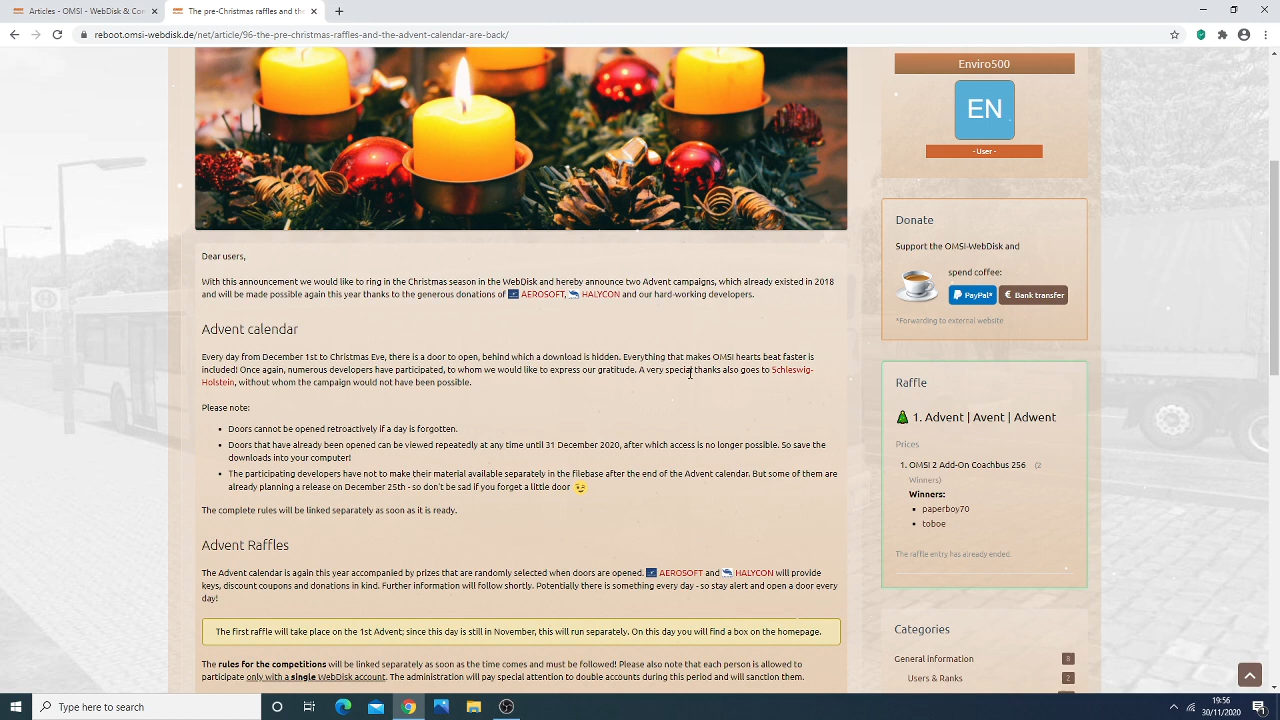 Articles - OMSI - WebDisk & Co
The pre-Christmas raffles and the
reboot.omsi-webdisk.de/net/article/96-the-pre-christmas-raffles-and-the-advent-calendar-are-back/
Enviro500
EN
- User -
Dear users,
With this announcement we would like to ring in the Christmas season in the WebDisk and hereby announce two Advent campaigns, which already existed in 2018
and will be made possible again this year thanks to the generous donations of AEROSOFT, HALYCON and our hard-working developers.
Advent calendar
Every day from December 1st to Christmas Eve, there is a door to open, behind which a download is hidden. Everything that makes OMSI hearts beat faster is
included! Once again, numerous developers have participated, to whom we would like to express our gratitude. A very special thanks also goes to Schleswig-
Holstein, without whom the campaign would not have been possible.
Please note:
Doors cannot be opened retroactively if a day is forgotten.
Doors that have already been opened can be viewed repeatedly at any time until 31 December 2020, after which access is no longer possible. So save the
downloads into your computer!
The participating developers have not to make their material available separately in the filebase after the end of the Advent calendar. But some of them are
already planning a release on December 25th - so don't be sad if you forget a little door
The complete rules will be linked separately as soon as it is ready.
Advent Raffles
The Advent calendar is again this year accompanied by prizes that are randomly selected when doors are opened. AEROSOFT and HALYCON will provide
keys, discount coupons and donations in kind. Further information will follow shortly. Potentially there is something every day - so stay alert and open a door every
day!
The first raffle will take place on the 1st Advent; since this day is still in November, this will run separately. On this day you will find a box on the homepage.
The rules for the competitions will be linked separately as soon as the time comes and must be followed! Please also note that each person is allowed to
participate only with a single WebDisk account. The administration will pay special attention to double accounts during this period and will sanction them.
Donate
Support the OMSI-WebDisk and
spend coffee:
PayPal* € Bank transfer
*Forwarding to external website
Raffle
1. Advent | Avent | Adwent
Prices
1. OMSI 2 Add-On Coachbus 256 (2
Winners)
Winners:
paperboy70
toboe
The raffle entry has already ended.
Categories
General information 8
Users & Ranks 2
Type here to search
19:56
30/11/2020
1